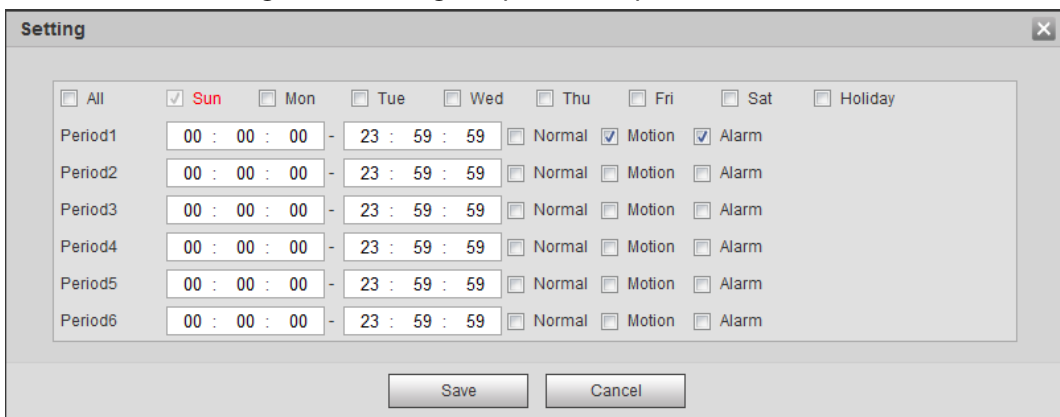 Setting
All Sun Mon Tue Wed Thu Fri Sat Holiday
Period1 00 : 00 : 00 - 23 : 59 : 59 Normal Motion Alarm
Period2 00 : 00 : 00 - 23 : 59 : 59 Normal Motion Alarm
Period3 00 : 00 : 00 - 23 : 59 : 59 Normal Motion Alarm
Period4 00 : 00 : 00 - 23 : 59 : 59 Normal Motion Alarm
Period5 00 : 00 : 00 - 23 : 59 : 59 Normal Motion Alarm
Period6 00 : 00 : 00 - 23 : 59 : 59 Normal Motion Alarm
Save Cancel